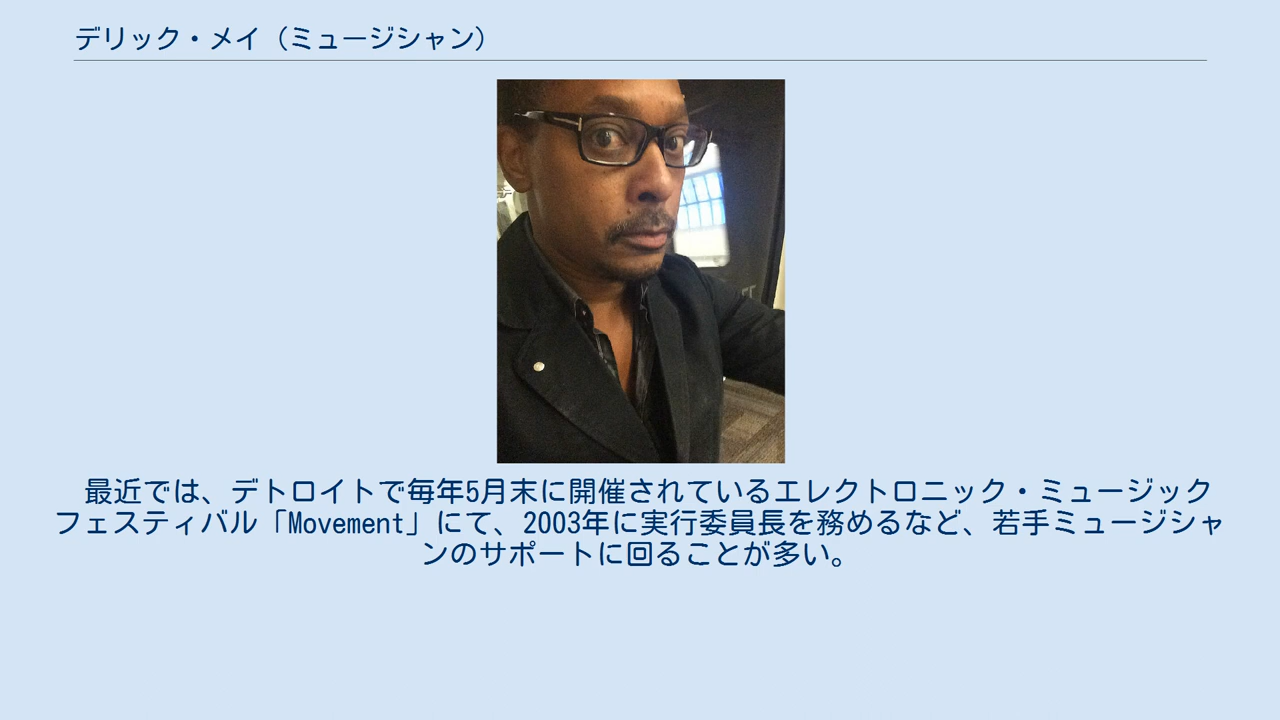 デリック・メイ（ミュージシャン）
最近では、デトロイトで毎年5月末に開催されているエレクトロニック・ミュージック
フェスティバル「Movement」にて、2003年に実行委員長を務めるなど、若手ミュージシャ
ンのサポートに回ることが多い。